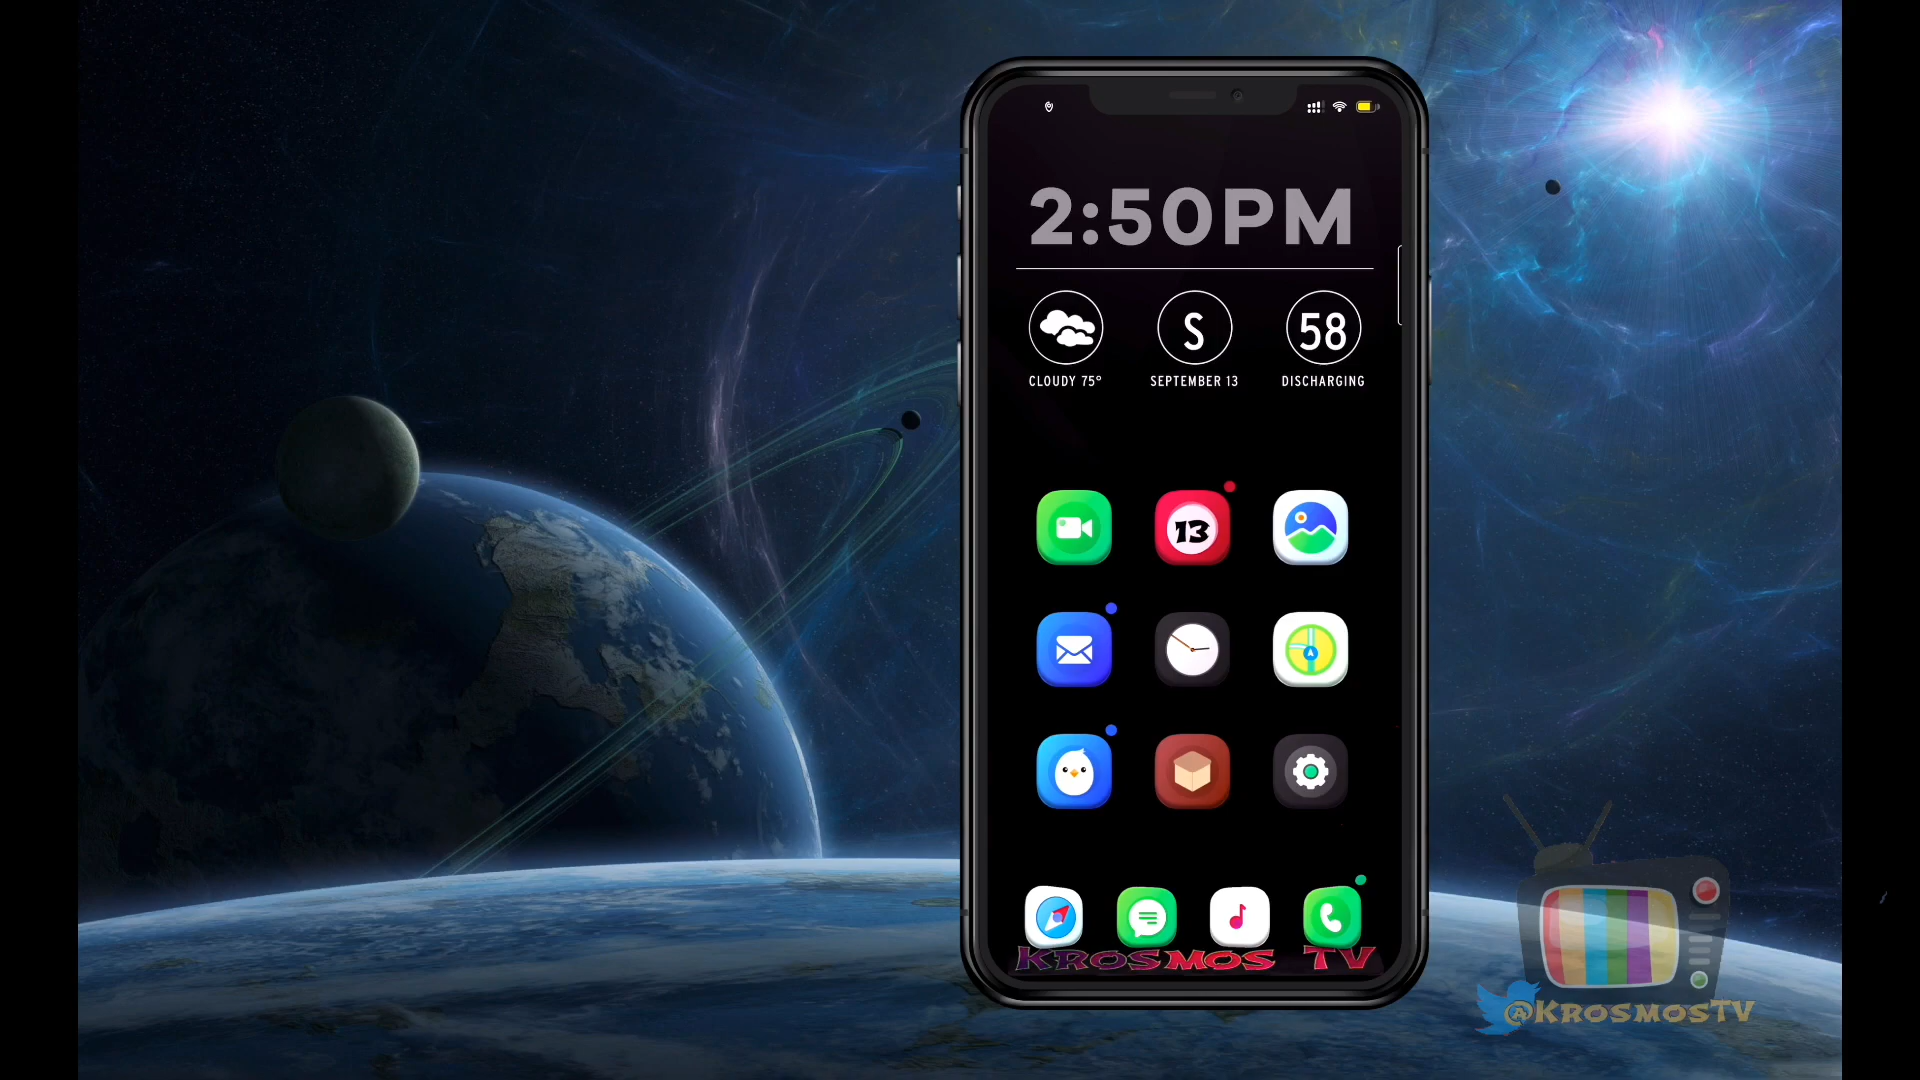 2:50PM
S
58
CLOUDY 75°
SEPTEMBER 13
DISCHARGING
13
KROSMOS TV
@KROSMOSTV